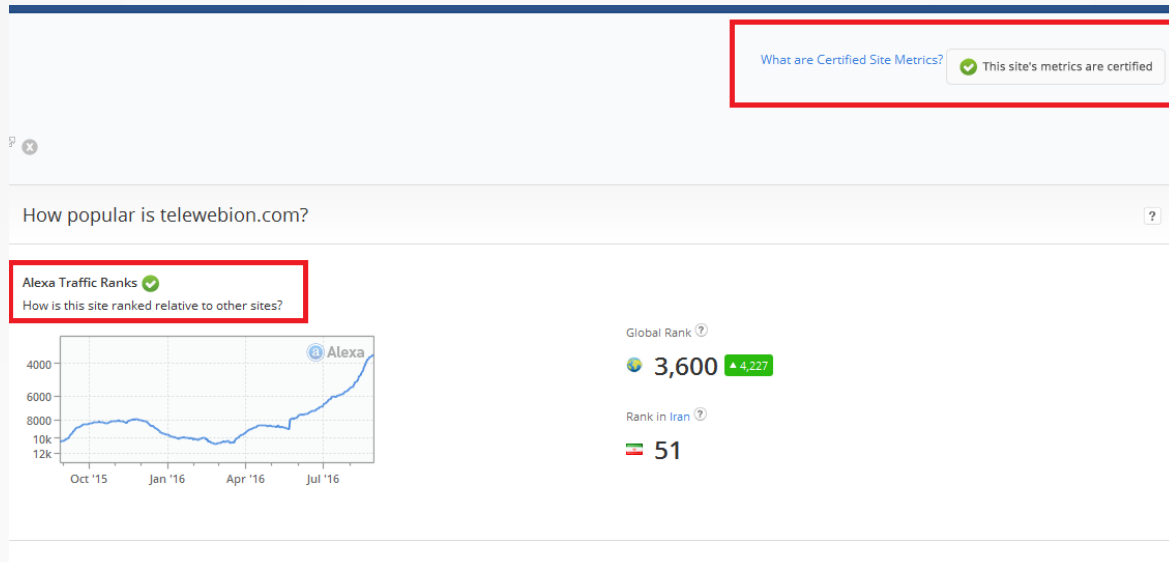 What are Certified Site Metrics?
This site's metrics are certified
How popular is telewebion.com?
?
Alexa Traffic Ranks
How is this site ranked relative to other sites?
a Alexa
4000
6000
8000
10k
12k
Oct '15 Jan '16 Apr '16 Jul '16
Global Rank ?
3,600 4,227
Rank in Iran ?
51